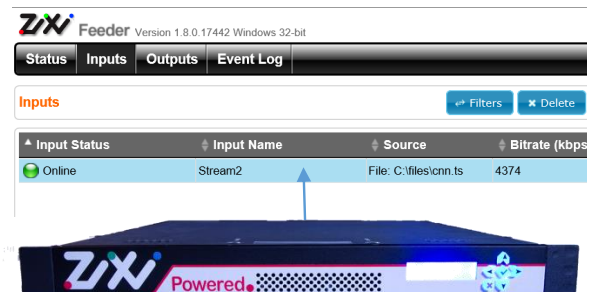 ZiXi Feeder Version 1.8.0.17442 Windows 32-bit
Status Inputs Outputs Event Log
Inputs Filters Delete
Input Status Input Name Source Bitrate (kbps
Online Stream2 File: C:\files\cnn.ts 4374
ZiXi Powered